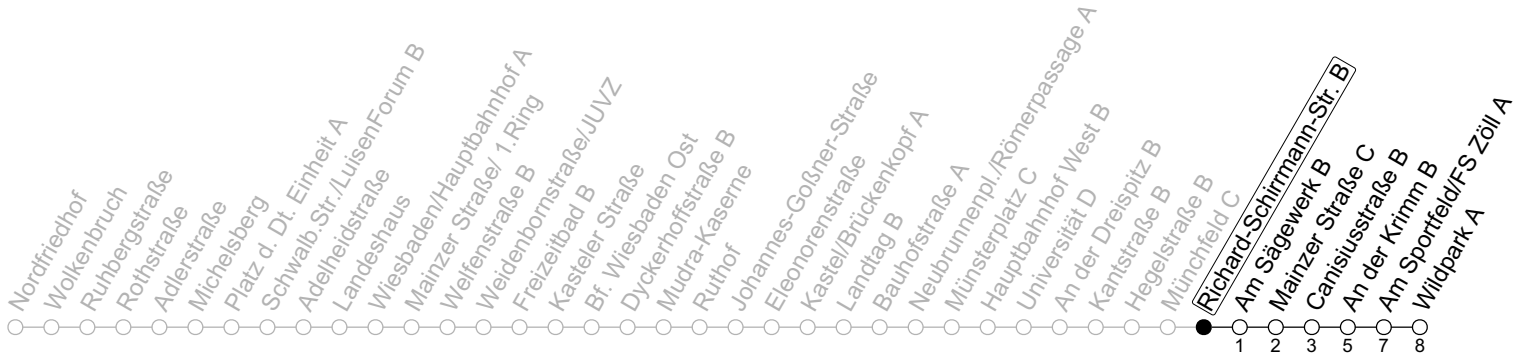 Nordfriedhof
Wolkenbruch
Ruhbergstraße
Rothstraße
Adlerstraße
Michelsberg
Platz d. Dt. Einheit A
Schwalb.Str./LuisenForum B
Adelheidstraße
Landeshaus
Wiesbaden/Hauptbahnhof A
Mainzer Straße/ 1.Ring
Welfenstraße B
Weidenbornstraße/JUVZ
Freizeitbad B
Kasteler Straße
Bf. Wiesbaden Ost
Dyckerhoffstraße B
Mudra-Kaserne
Ruthof
Johannes-Goßner-Straße
Eleonorenstraße
Kastel/Brückenkopf A
Landtag B
Bauhofstraße A
Neubrunnenpl./Römerpassage A
Münsterplatz C
Hauptbahnhof West B
Universität D
An der Dreispitz B
Kantstraße B
Hegelstraße B
Münchfeld C
Richard-Schirrmann-Str. B
Am Sägewerk B
Mainzer Straße C
Canisiusstraße B
An der Krimm B
Am Sportfeld/FS Zöll A
Wildpark A
1 2 3 5 7 8